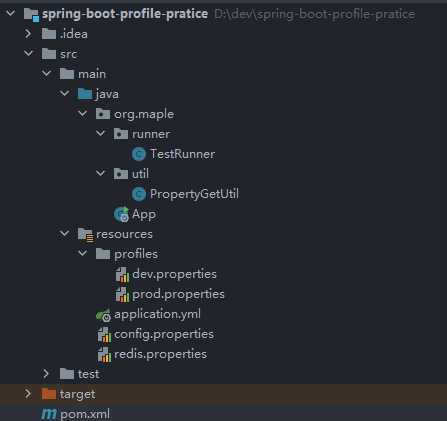 spring-boot-profile-pratice D:\dev\spring-boot-profile-pratice
.idea
src
main
java
org.maple
runner
TestRunner
util
PropertyGetUtil
App
resources
profiles
dev.properties
prod.properties
application.yml
config.properties
redis.properties
test
target
pom.xml